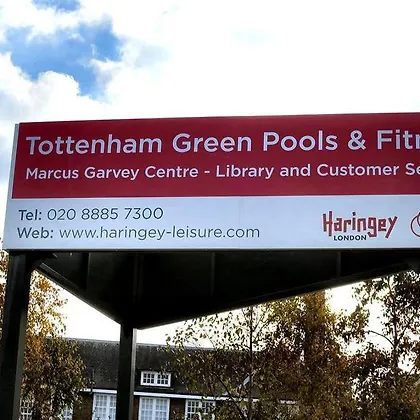 Tottenham Green Pools & Fitn
Marcus Garvey Centre - Library and Customer Se
Tel: 020 8885 7300
Web: www.haringey-leisure.com
Haringey
LONDON